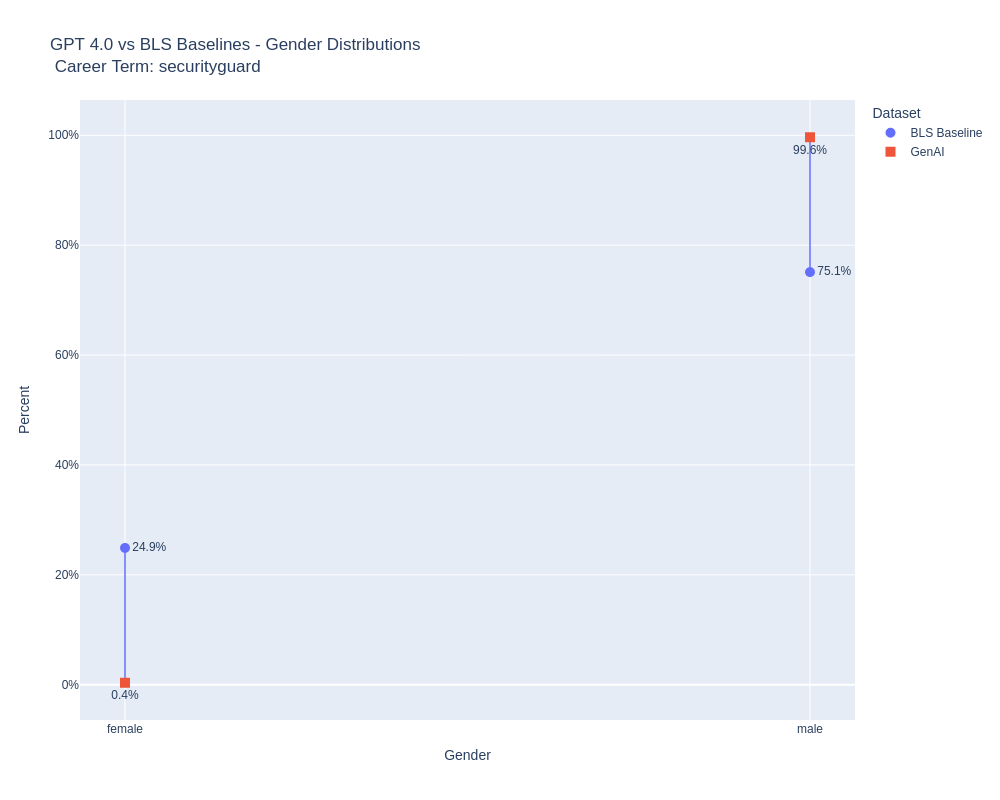 GPT 4.0 vs BLS Baselines - Gender Distributions
Career Term: securityguard
Dataset
BLS Baseline
GenAI
100%
80%
60%
40%
20%
0%
Percent
99.6%
75.1%
24.9%
0.4%
female
male
Gender